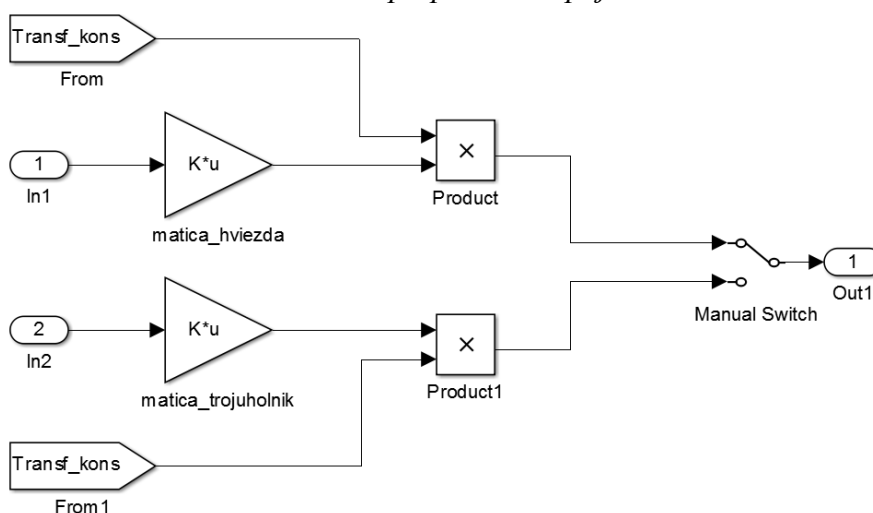 Transf_kons
From
1
In1
K*u
matica_hviezda
×
Product
Manual Switch
1
Out1
2
In2
K*u
matica_trojuholnik
×
Product1
Transf_kons
From1